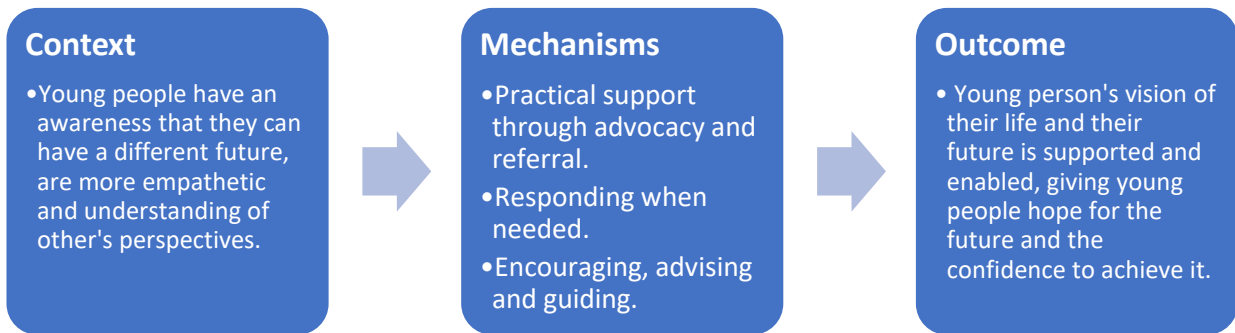 Context
•Young people have an
awareness that they can
have a different future,
are more empathetic
and understanding of
other's perspectives.
Mechanisms
•Practical support
through advocacy and
referral.
•Responding when
needed.
•Encouraging, advising
and guiding.
Outcome
• Young person's vision of
their life and their
future is supported and
enabled, giving young
people hope for the
future and the
confidence to achieve it.